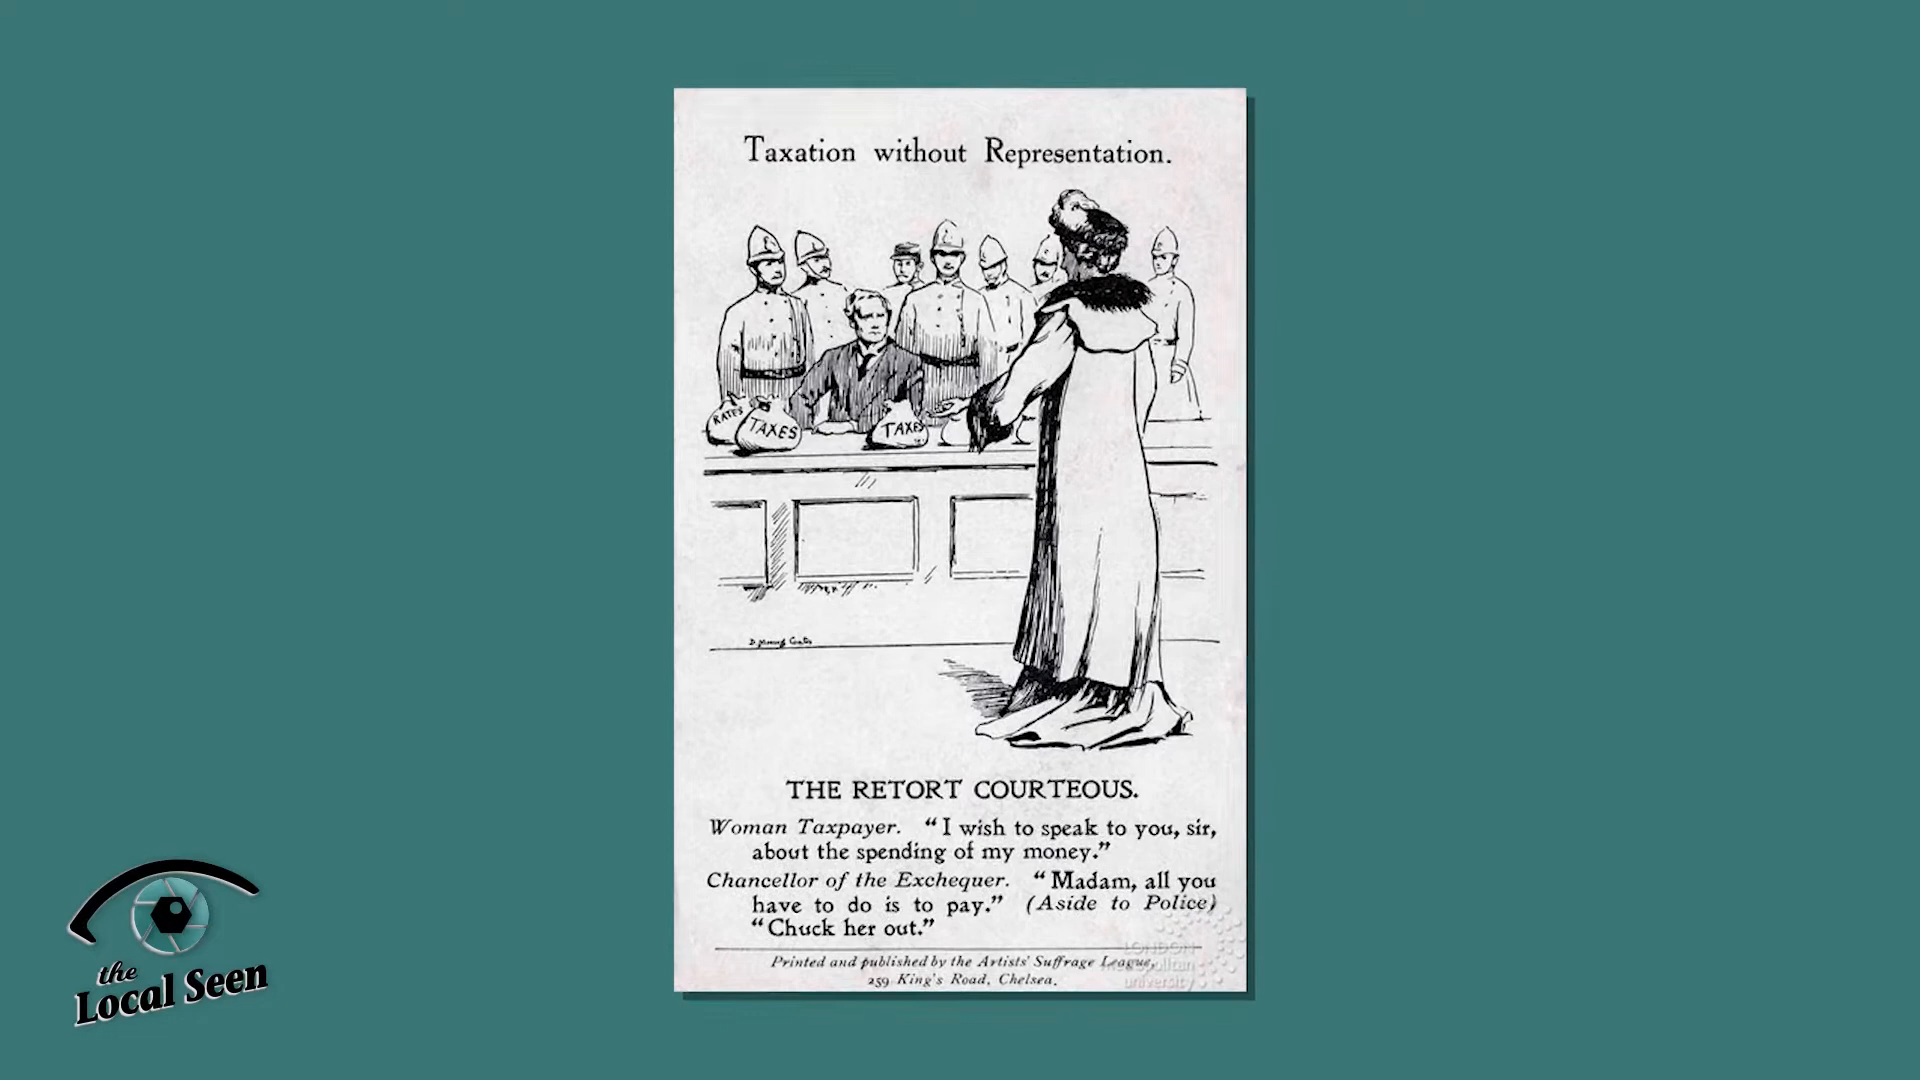 Taxation without Representation.
RATES
TAXES
TAXES
THE RETORT COURTEOUS.
Woman Taxpayer. “I wish to speak to you, sir,
about the spending of my money.”
Chancellor of the Exchequer. “Madam, all you
have to do is to pay.” (Aside to Police)
“Chuck her out.”
Printed and published by the Artists' Suffrage League,
259 King's Road, Chelsea.
LONDON
metropolitan
university
the
Local Seen